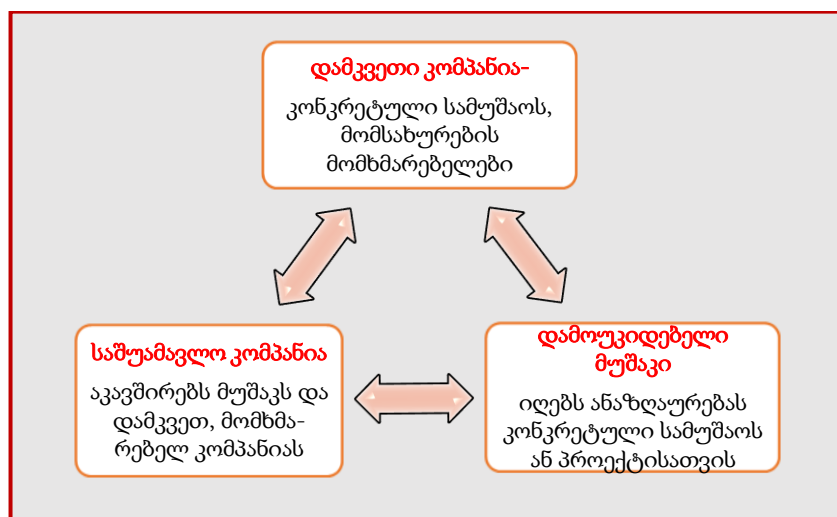 დამკვეთი კომპანია-
კონკრეტული სამუშაოს,
მომსახურების
მომხმარებელები
საშუამავლო კომპანია
აკავშირებს მუშაკს და
დამკვეთ, მომხმა-
რებელ კომპანიას
დამოუკიდებელი
მუშაკი
იღებს ანაზღაურებას
კონკრეტული სამუშაოს
ან პროექტისათვის